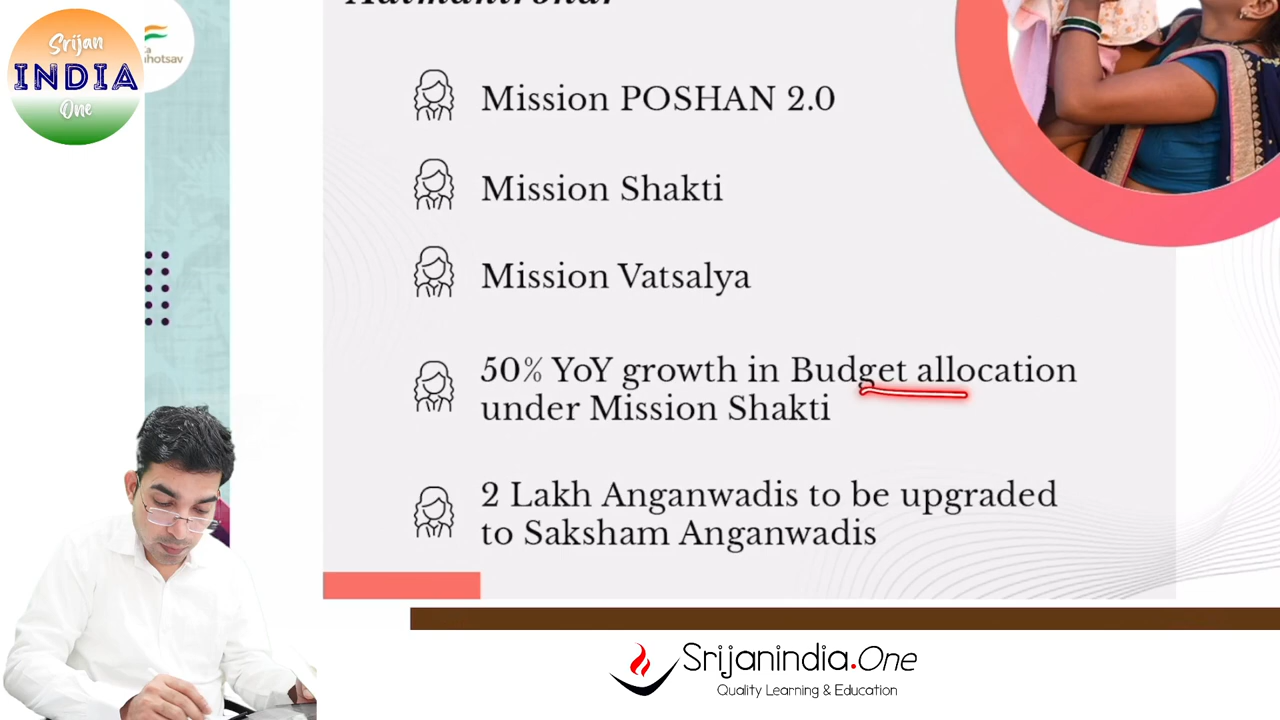 Srijan
INDIA
One
Mission POSHAN 2.0
Mission Shakti
Mission Vatsalya
50% YoY growth in Budget allocation
under Mission Shakti
2 Lakh Anganwadis to be upgraded
to Saksham Anganwadis
Srijanindia.One
Quality Learning & Education